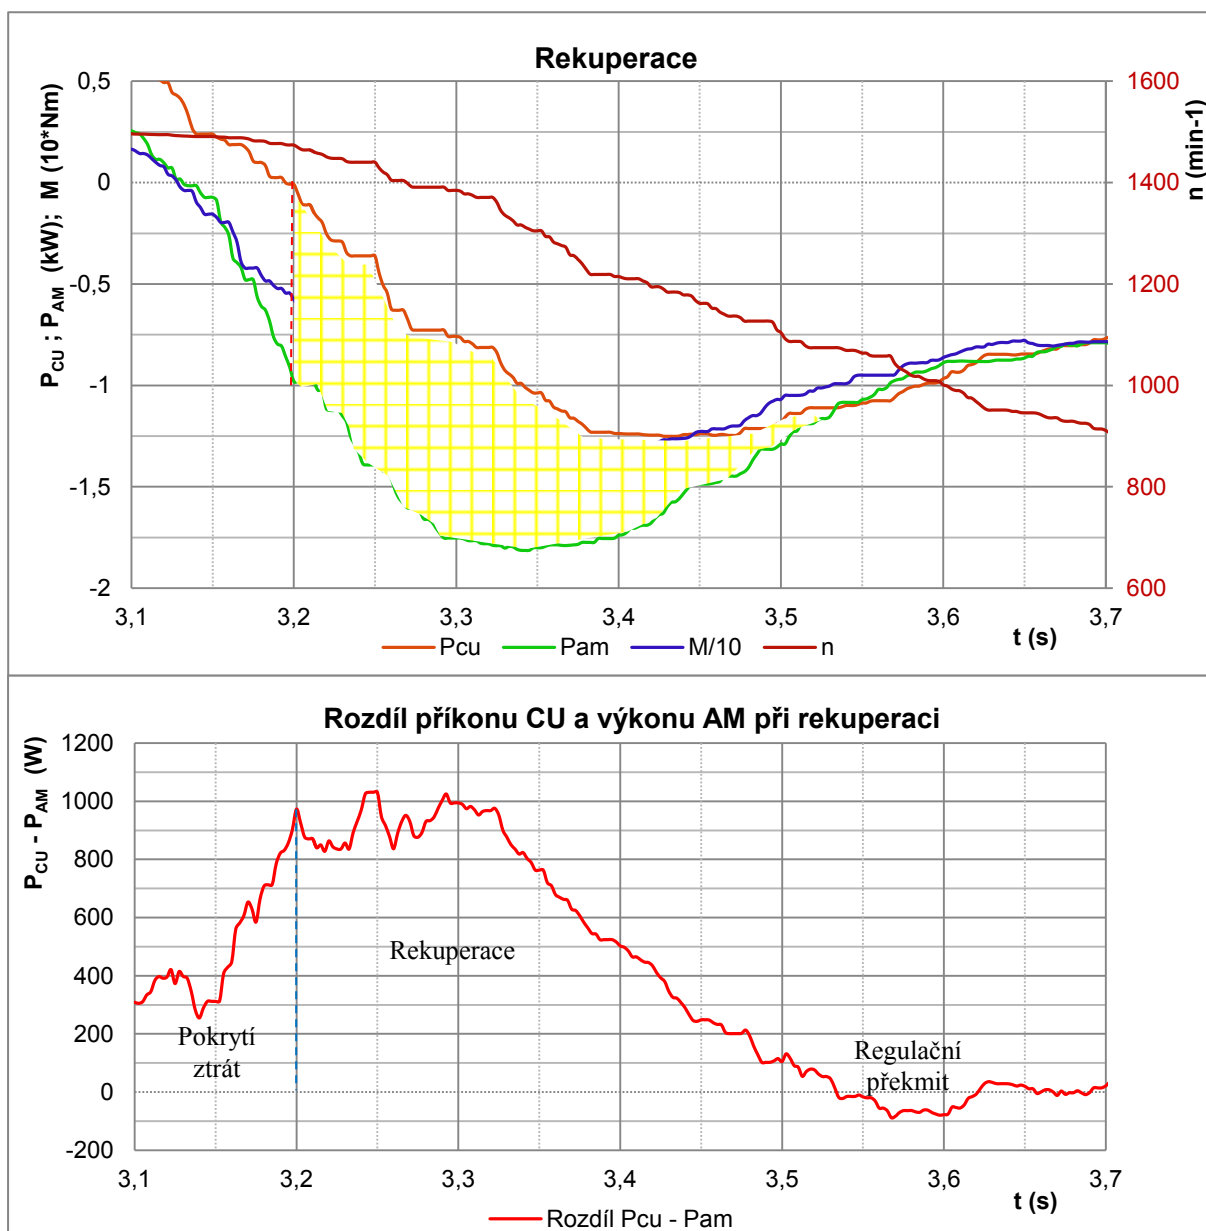 Rekuperace
P_CU ; P_AM (kW); M (10*Nm)
0,5
0
-0,5
-1
-1,5
-2
1600
1400
1200
1000
800
600
n (min-1)
3,1 3,2 3,3 3,4 3,5 3,6 3,7
t (s)
Pcu Pam M/10 n
Rozdíl příkonu CU a výkonu AM při rekuperaci
P_CU - P_AM (W)
1200
1000
800
600
400
200
0
-200
Rekuperace
Pokrytí
ztrát
Regulační
překmit
3,1 3,2 3,3 3,4 3,5 3,6 3,7
t (s)
Rozdíl Pcu - Pam